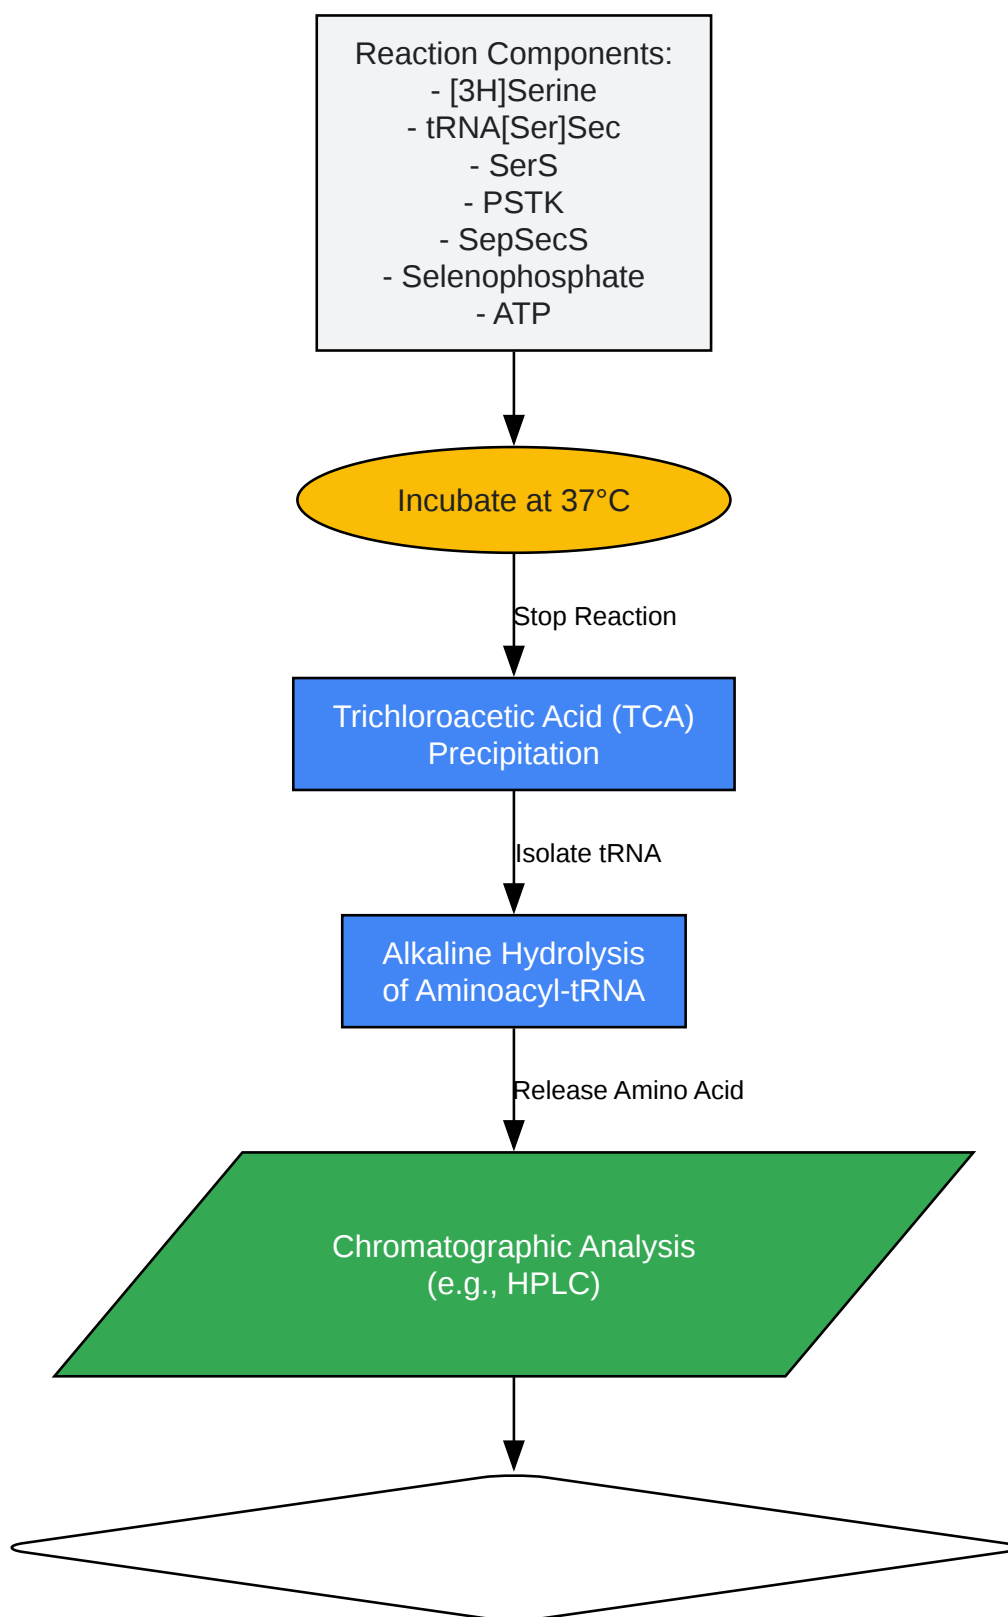 Reaction Components:
- [3H]Serine
- tRNA[Ser]Sec
- SerS
- PSTK
- SepSecS
- Selenophosphate
- ATP
Incubate at 37°C
Stop Reaction
Trichloroacetic Acid (TCA)
Precipitation
Isolate tRNA
Alkaline Hydrolysis
of Aminoacyl-tRNA
Release Amino Acid
Chromatographic Analysis
(e.g., HPLC)